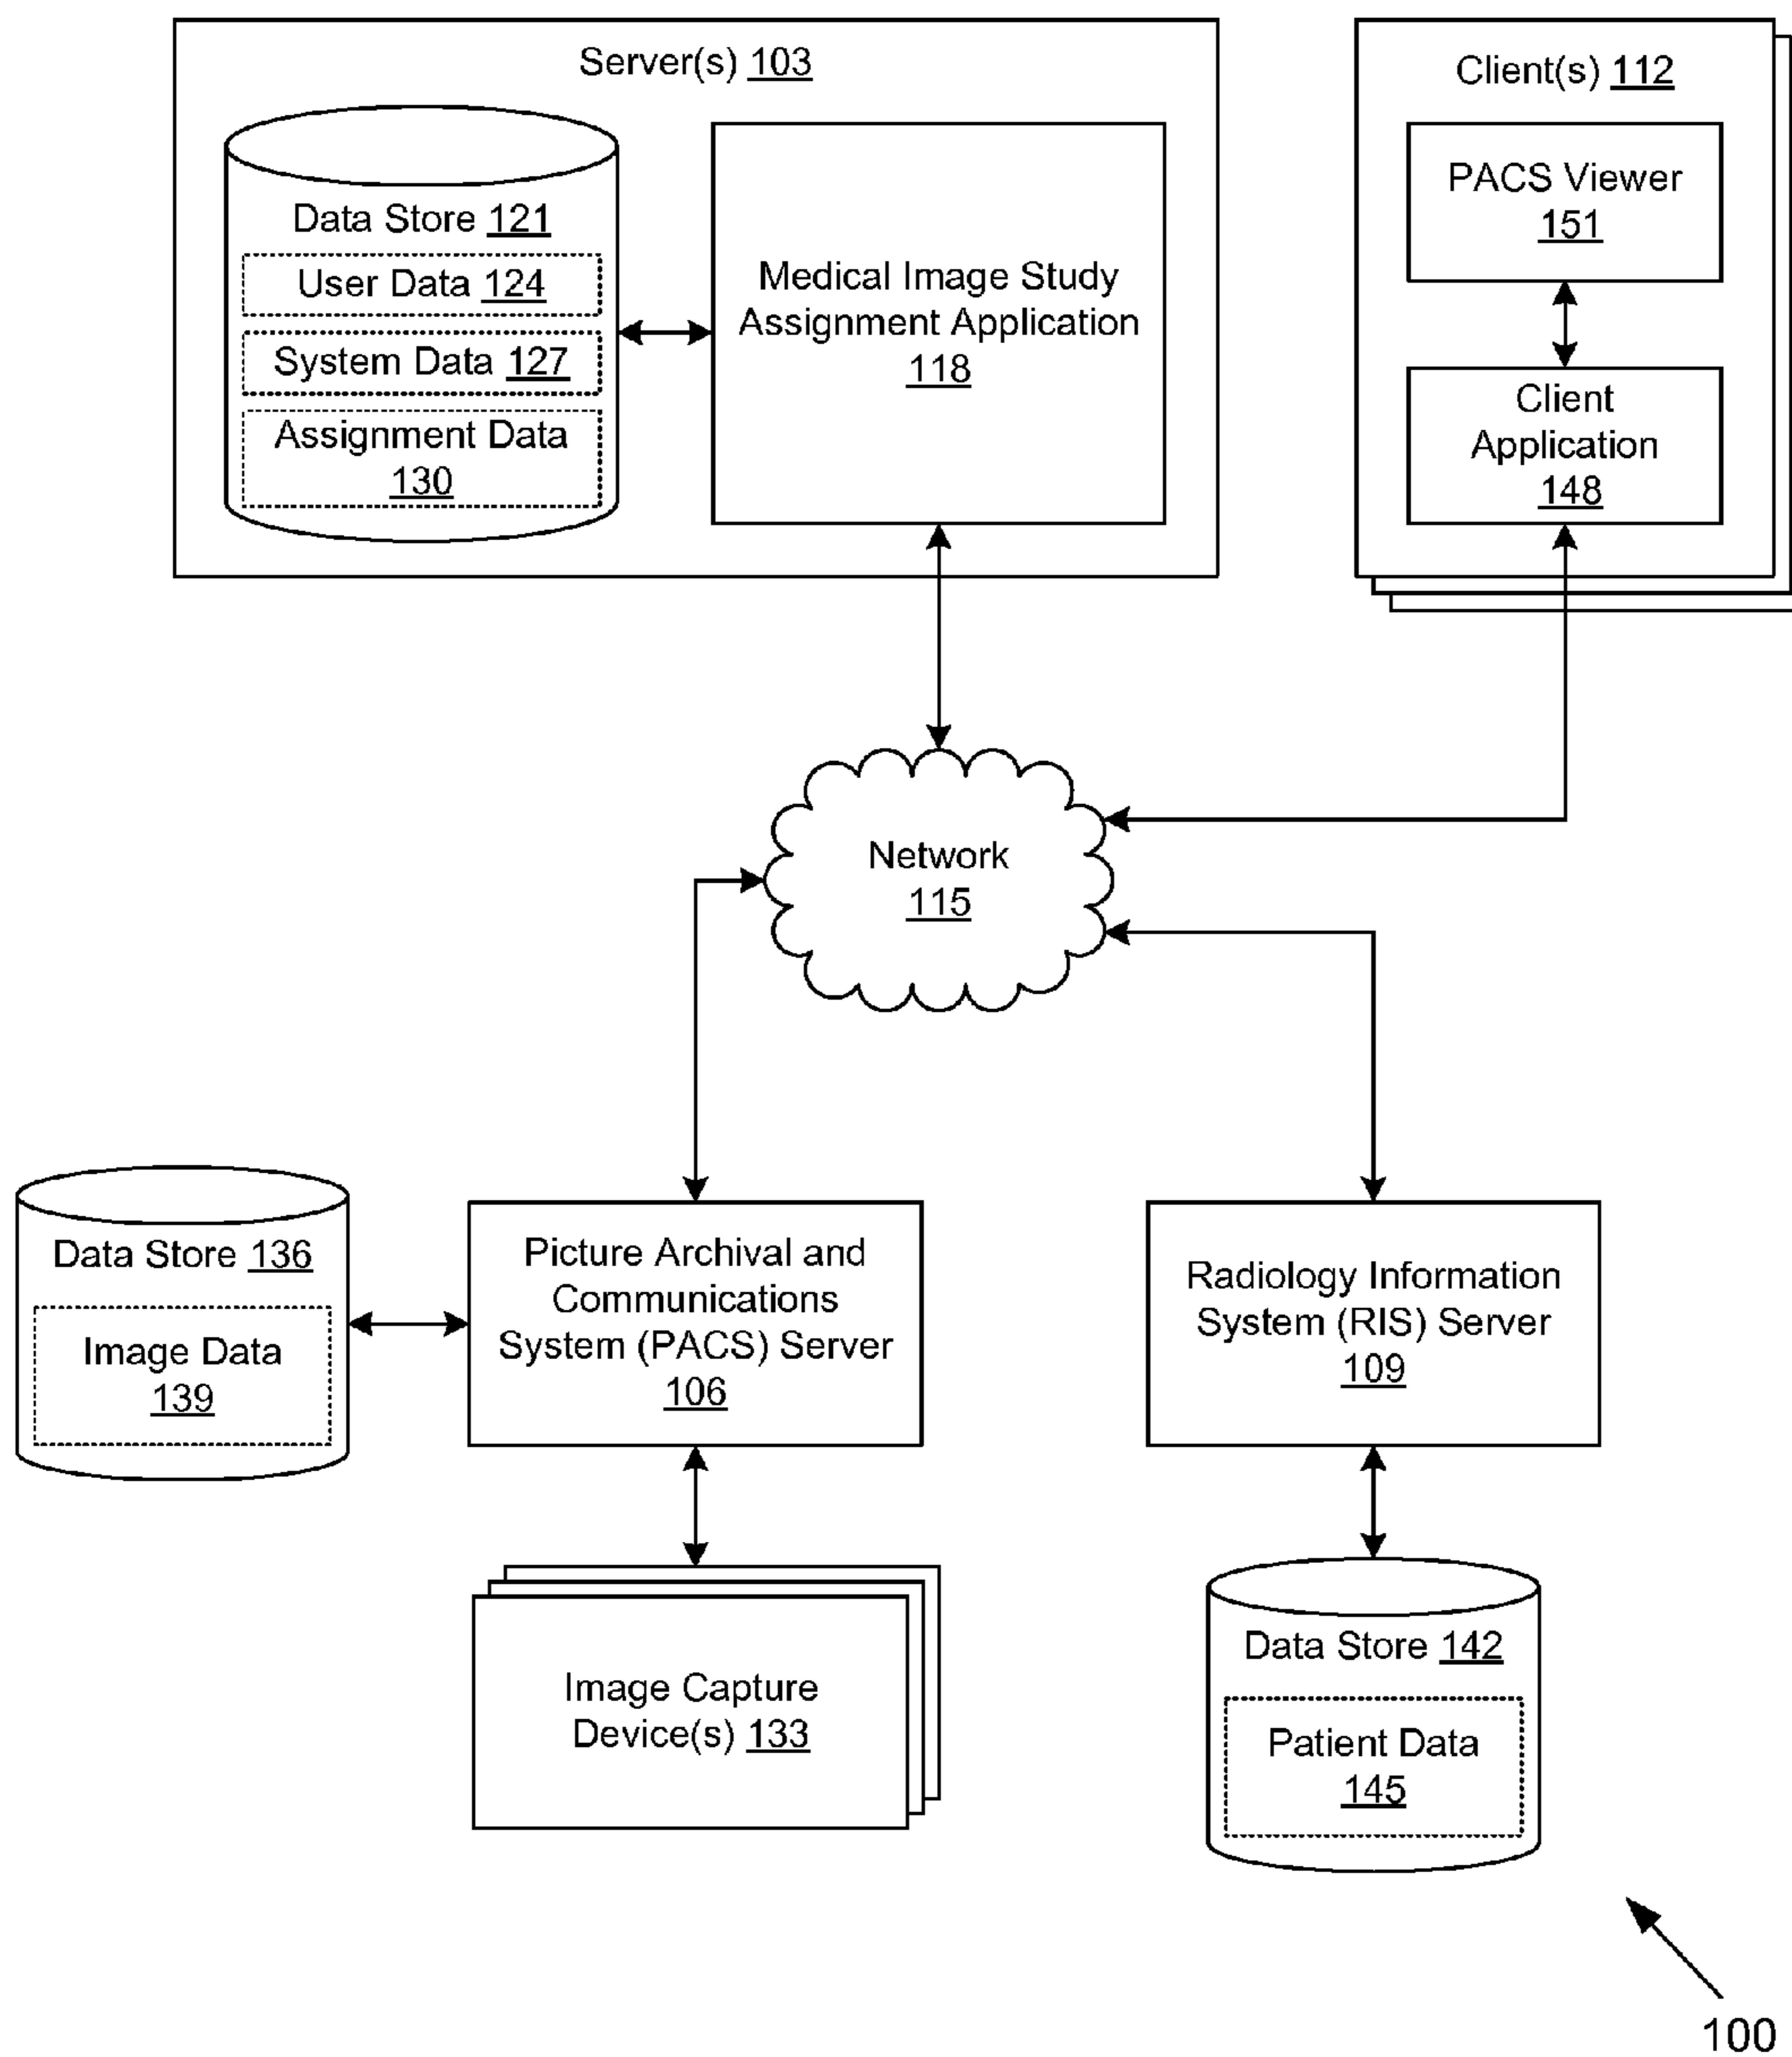 Server(s) 103
Data Store 121
User Data 124
System Data 127
Assignment Data
130
Medical Image Study
Assignment Application
118
Client(s) 112
PACS Viewer
151
Client
Application
148
Network
115
Data Store 136
Image Data
139
Picture Archival and
Communications
System (PACS) Server
106
Radiology Information
System (RIS) Server
109
Image Capture
Device(s) 133
Data Store 142
Patient Data
145
100